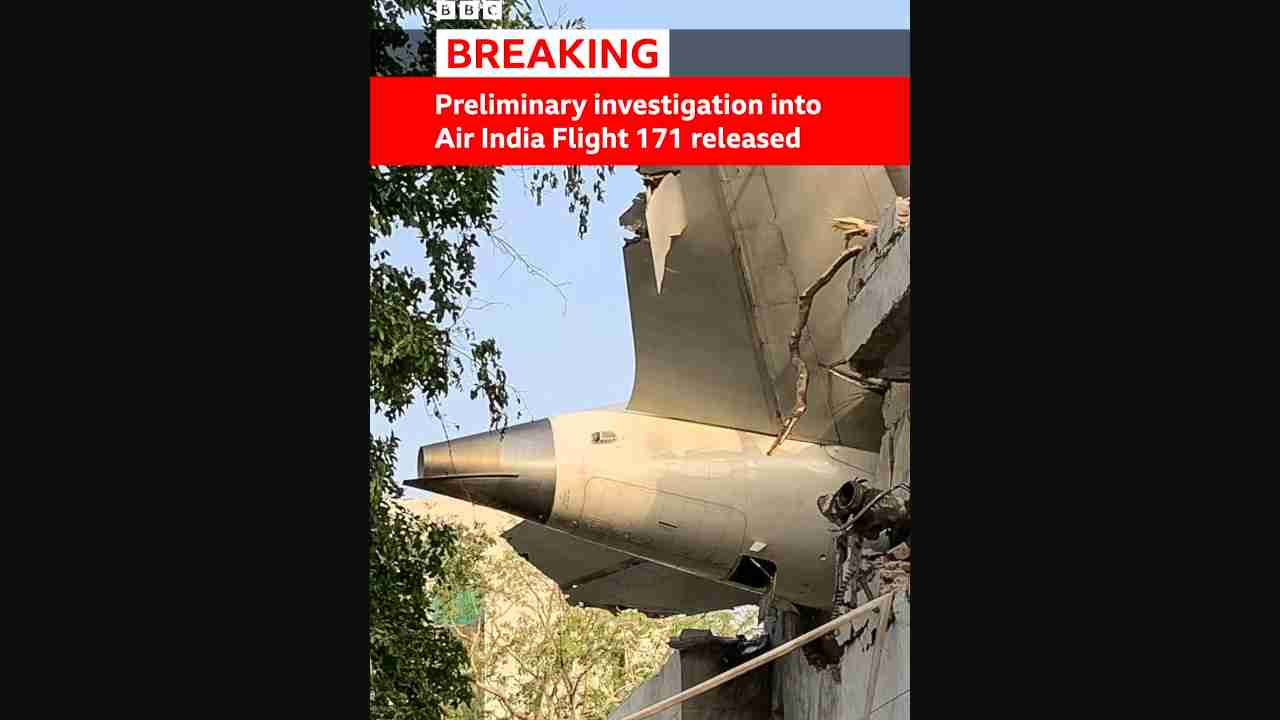 BBC
BREAKING
Preliminary investigation into
Air India Flight 171 released